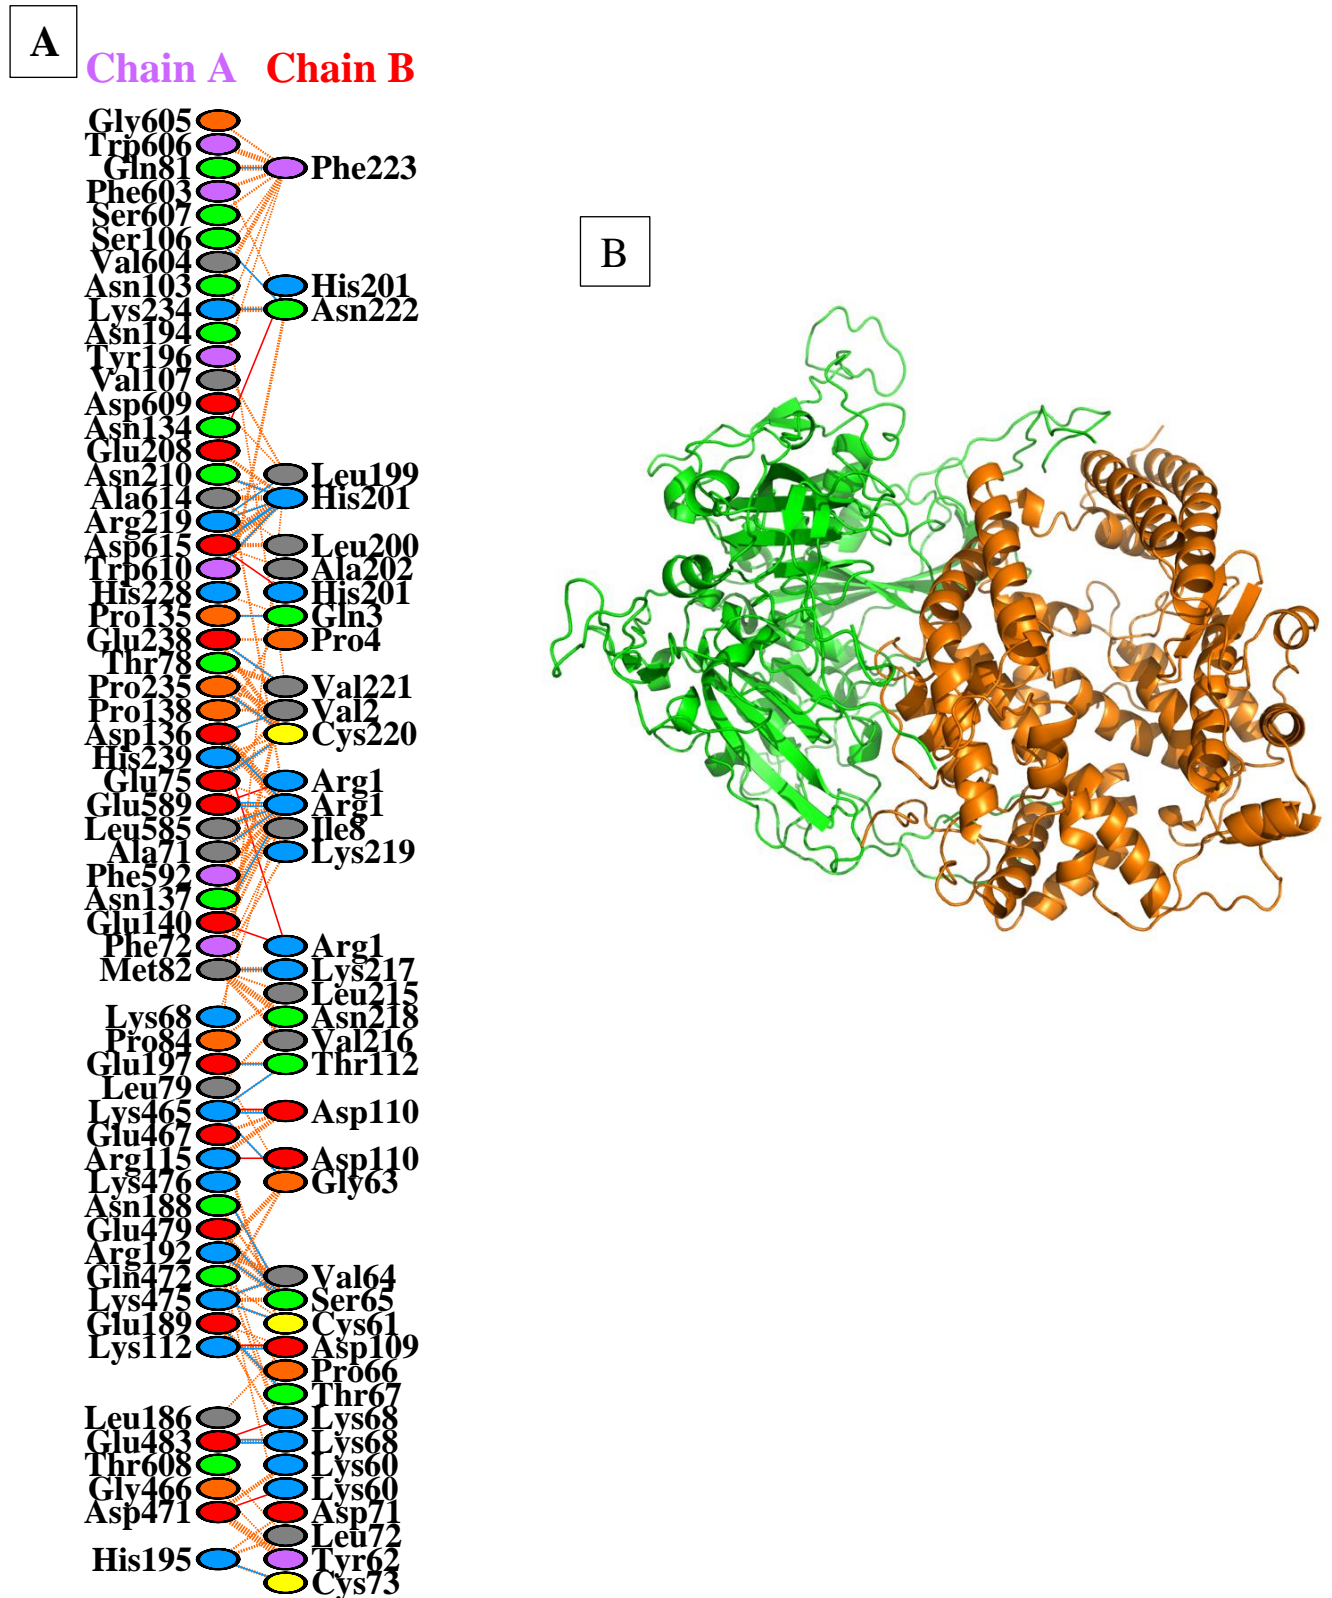 A
Chain A Chain B
Gly605
Trp606
Gln81 Phe223
Phe603
Ser607
Ser106
Val604
Asn103 His201
Lys234 Asn222
Asn194
Tyr196
Val107
Asp609
Asn134
Glu208
Asn210 Leu199
Ala614 His201
Arg219
Asp615 Leu200
Trp610 Ala202
His228 His201
Pro135 Gln3
Glu238 Pro4
Thr78
Pro235 Val221
Pro138 Val2
Asp136 Cys220
His239
Glu75 Arg1
Glu589 Arg1
Leu585 Ile8
Ala71 Lys219
Phe592
Asn137
Glu140
Phe72 Arg1
Met82 Lys217
Leu215
Lys68 Asn218
Pro84 Val216
Glu197 Thr112
Leu79
Lys465 Asp110
Glu467
Arg115 Asp110
Lys476 Gly63
Asn188
Glu479
Arg192
Gln472 Val64
Lys475 Ser65
Glu189 Cys61
Lys112 Asp109
Pro66
Thr67
Leu186 Lys68
Glu483 Lys68
Thr608 Lys60
Gly466 Lys60
Asp471 Asp71
Leu72
His195 Tyr62
Cys73
B